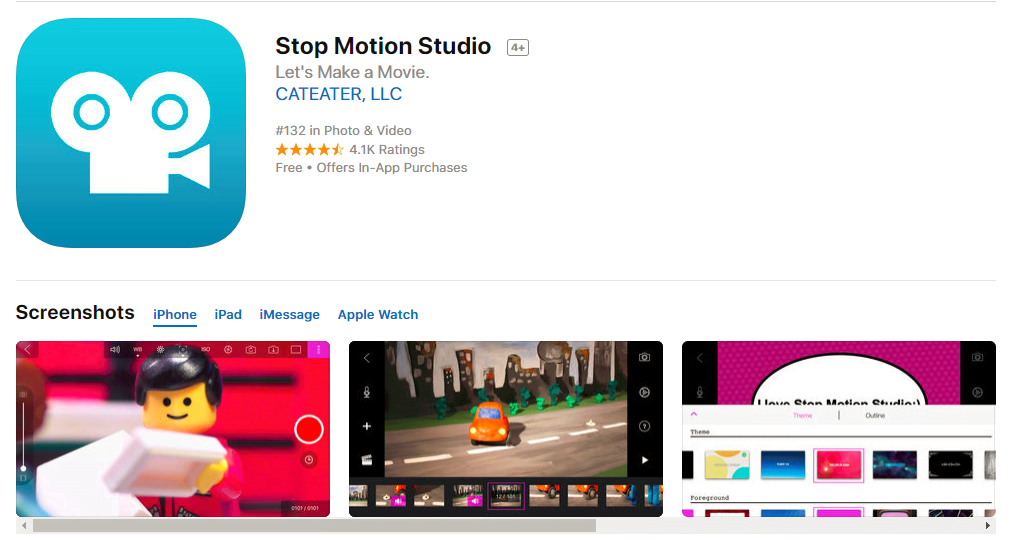 Stop Motion Studio 4+
Let's Make a Movie.
CATEATER, LLC
#132 in Photo & Video
4.1K Ratings
Free • Offers In-App Purchases
Screenshots iPhone iPad iMessage Apple Watch
WB ISO
0101 / 0101
12 / 101
I love Stop Motion Studio:)
Theme Outline
Theme
Foreground